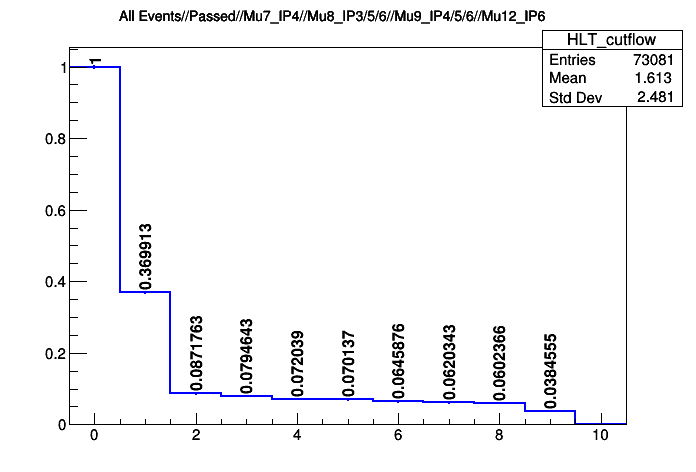 All Events//Passed//Mu7_IP4//Mu8_IP3/5/6//Mu9_IP4/5/6//Mu12_IP6
HLT_cutflow
Entries 73081
Mean 1.613
Std Dev 2.481
1
0.8
0.6
0.4
0.2
0
1
0.369913
0.0871763
0.0794643
0.072039
0.070137
0.0645876
0.0620343
0.0602366
0.0384555
0 2 4 6 8 10